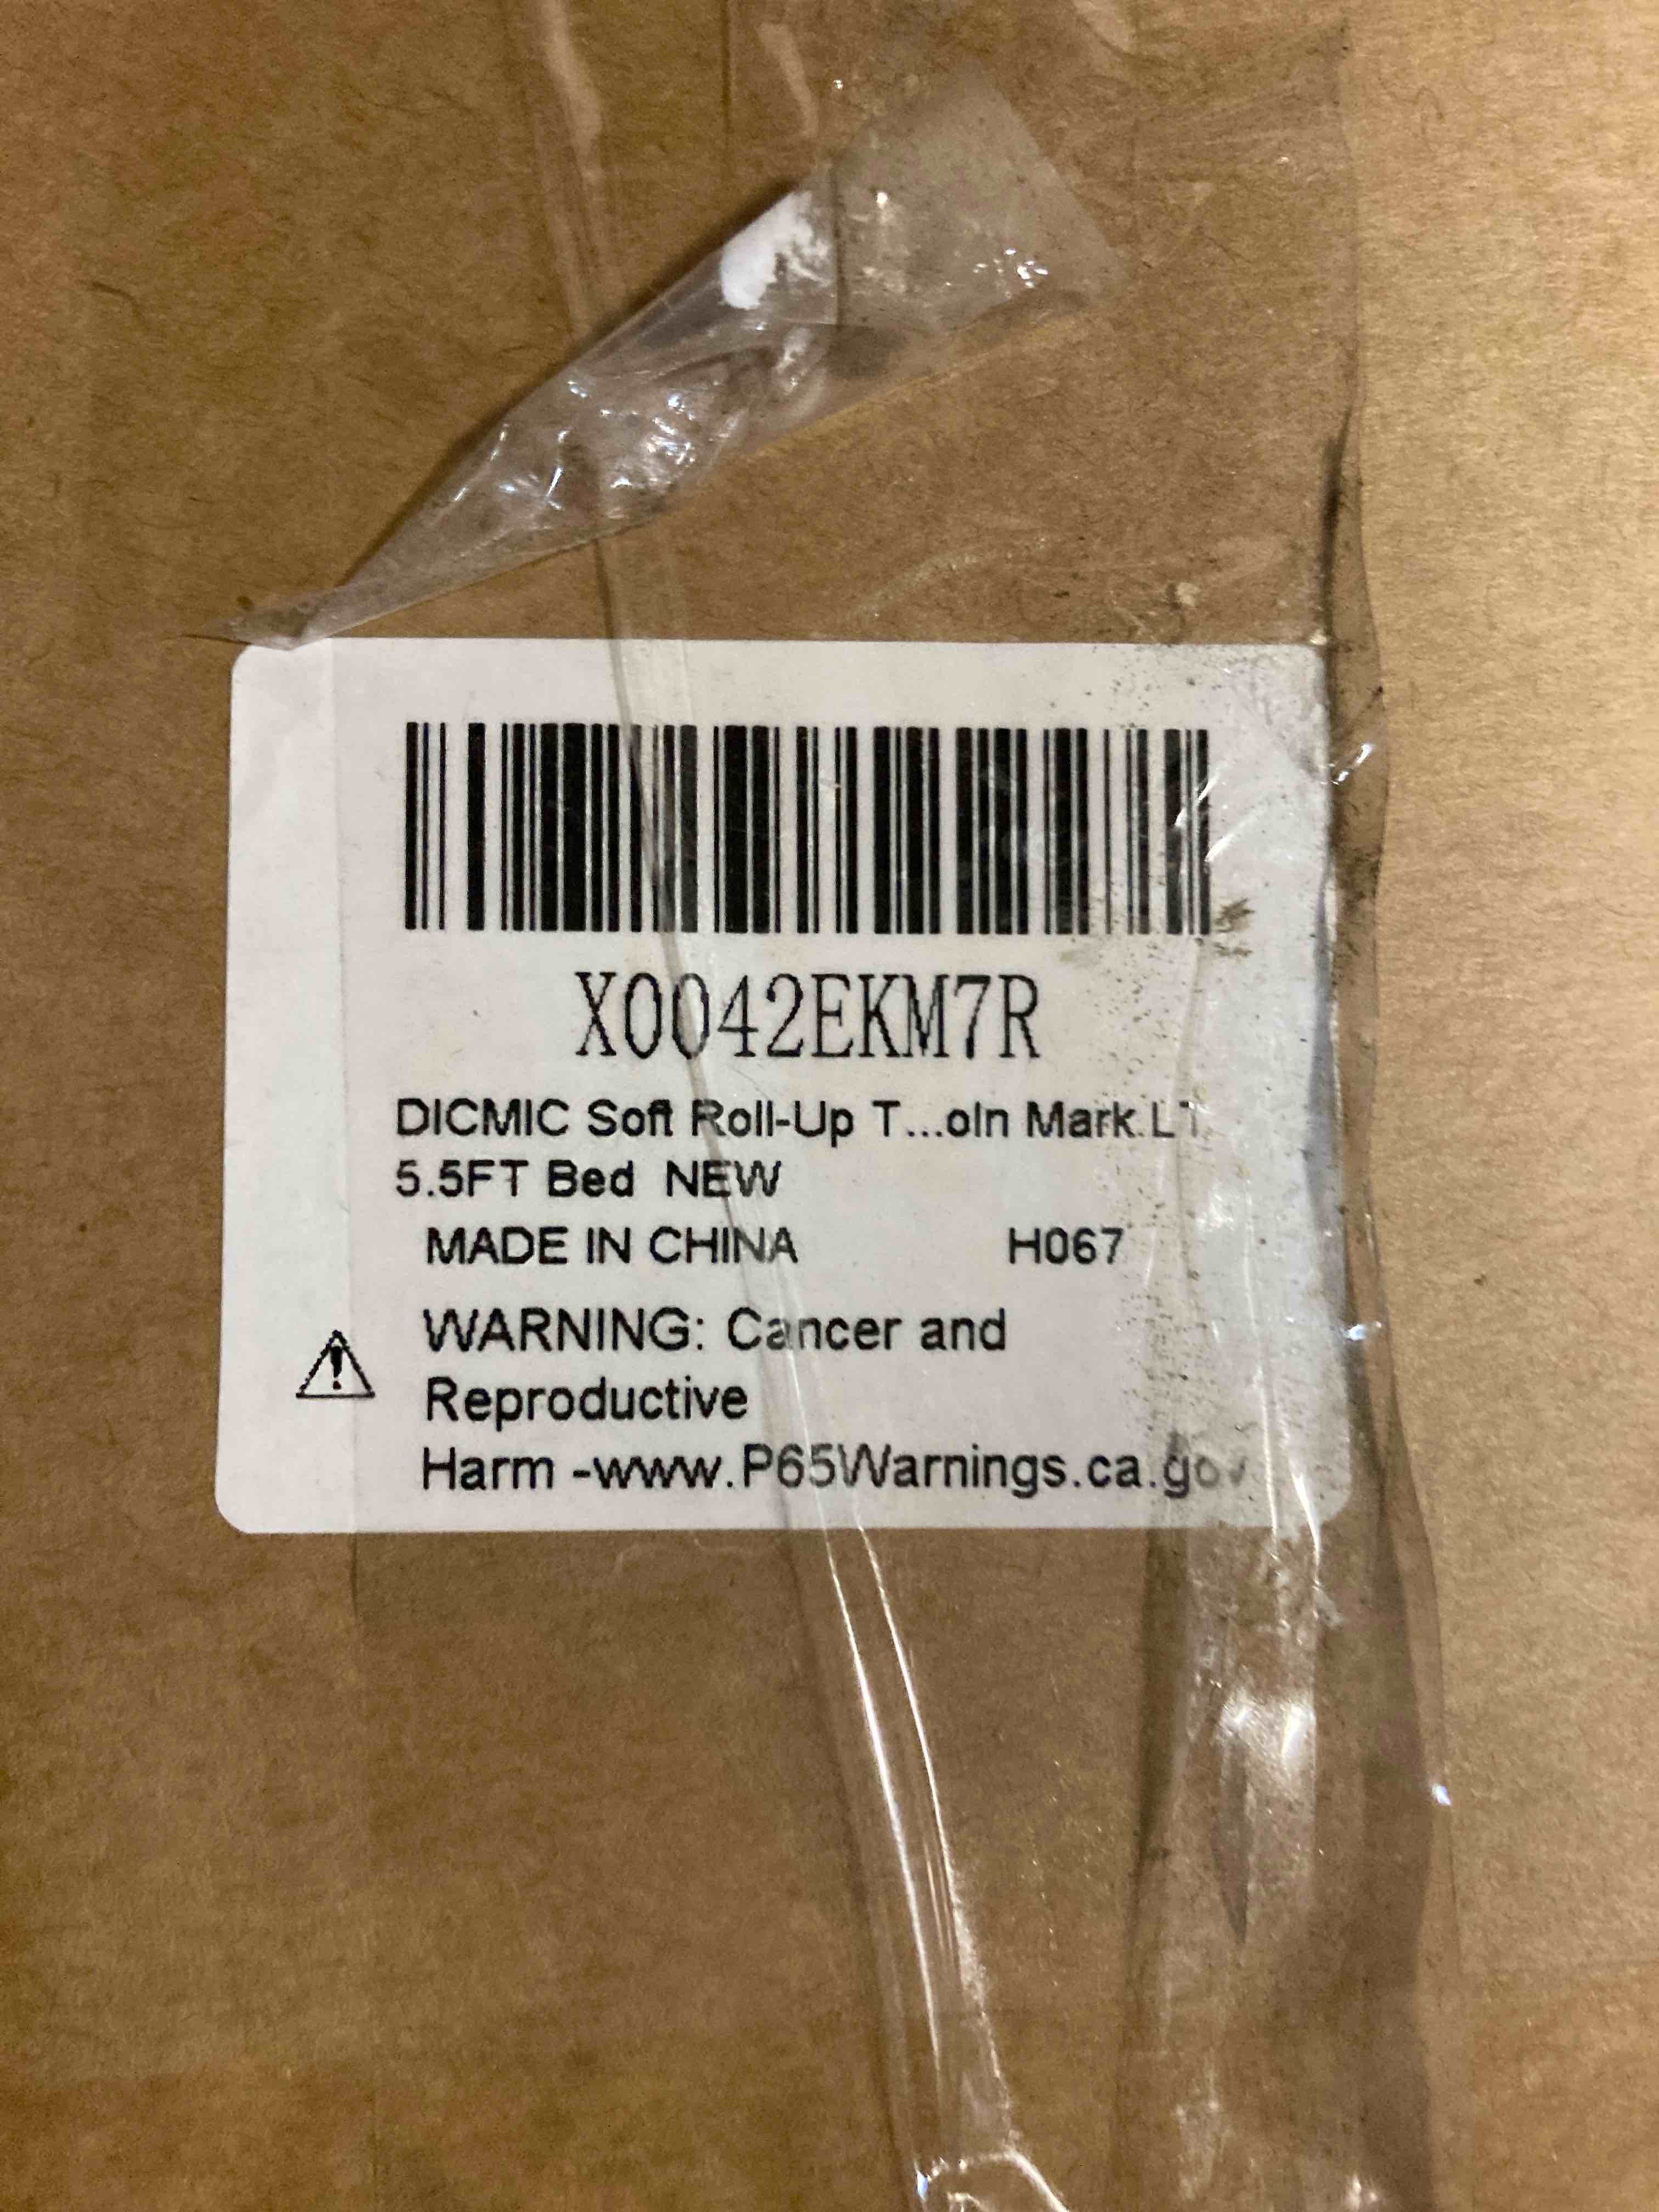 X0042EKM7R
DICMIC Soft Roll-Up T...oln Mark LT
5.5FT Bed NEW
MADE IN CHINA H067
WARNING: Cancer and
Reproductive
Harm -www.P65Warnings.ca.gov